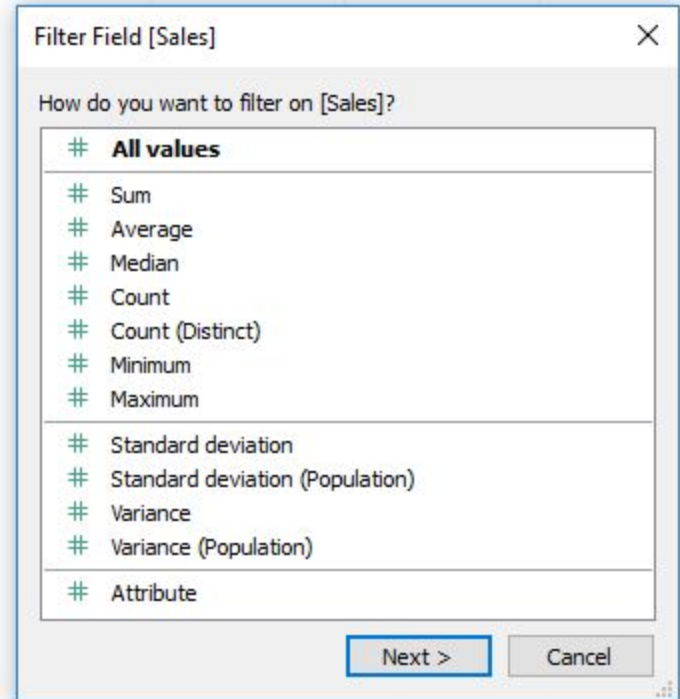 Filter Field [Sales]
How do you want to filter on [Sales]?
# All values
# Sum
# Average
# Median
# Count
# Count (Distinct)
# Minimum
# Maximum
# Standard deviation
# Standard deviation (Population)
# Variance
# Variance (Population)
# Attribute
Next > Cancel